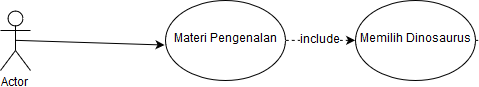 Materi Pengenalan
include
Memilih Dinosaurus
Actor